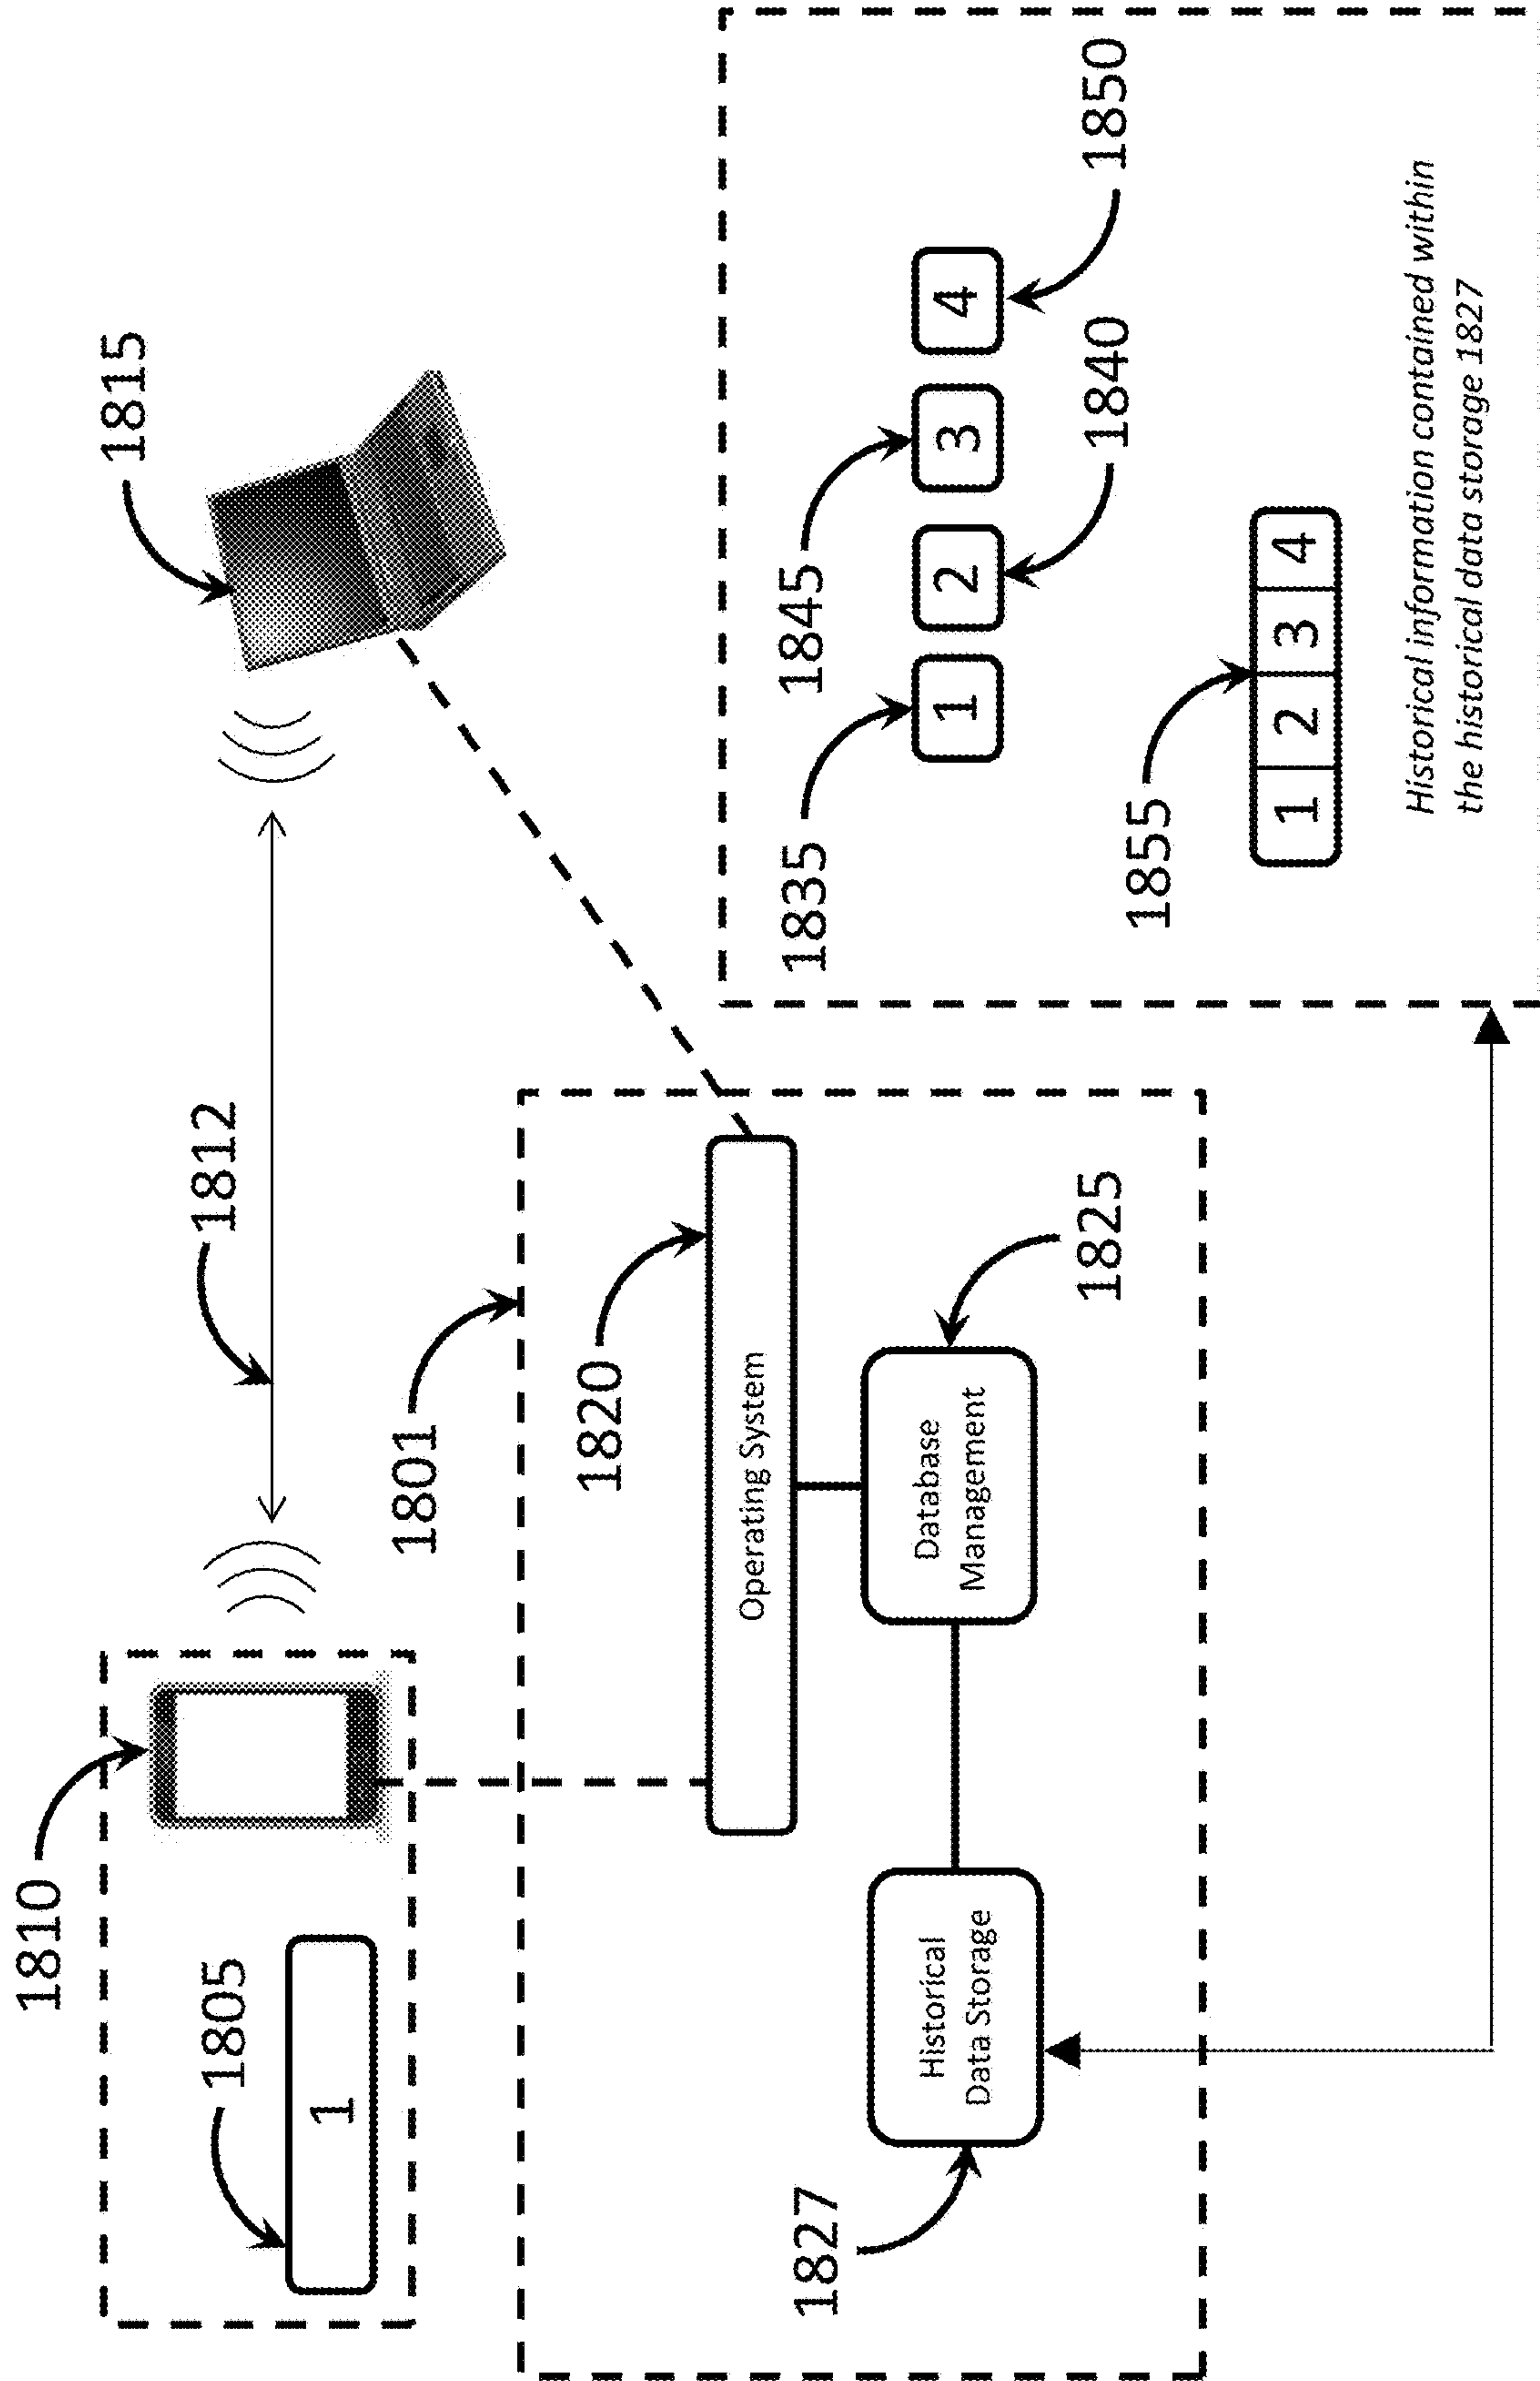 1810
1805
1
1812
1815
1801
1820
Operating System
1827
Historical
Data Storage
Database
Management
1825
1835
1845
1
2
3
4
1840
1850
1855
1 2 3 4
Historical information contained within
the historical data storage 1827